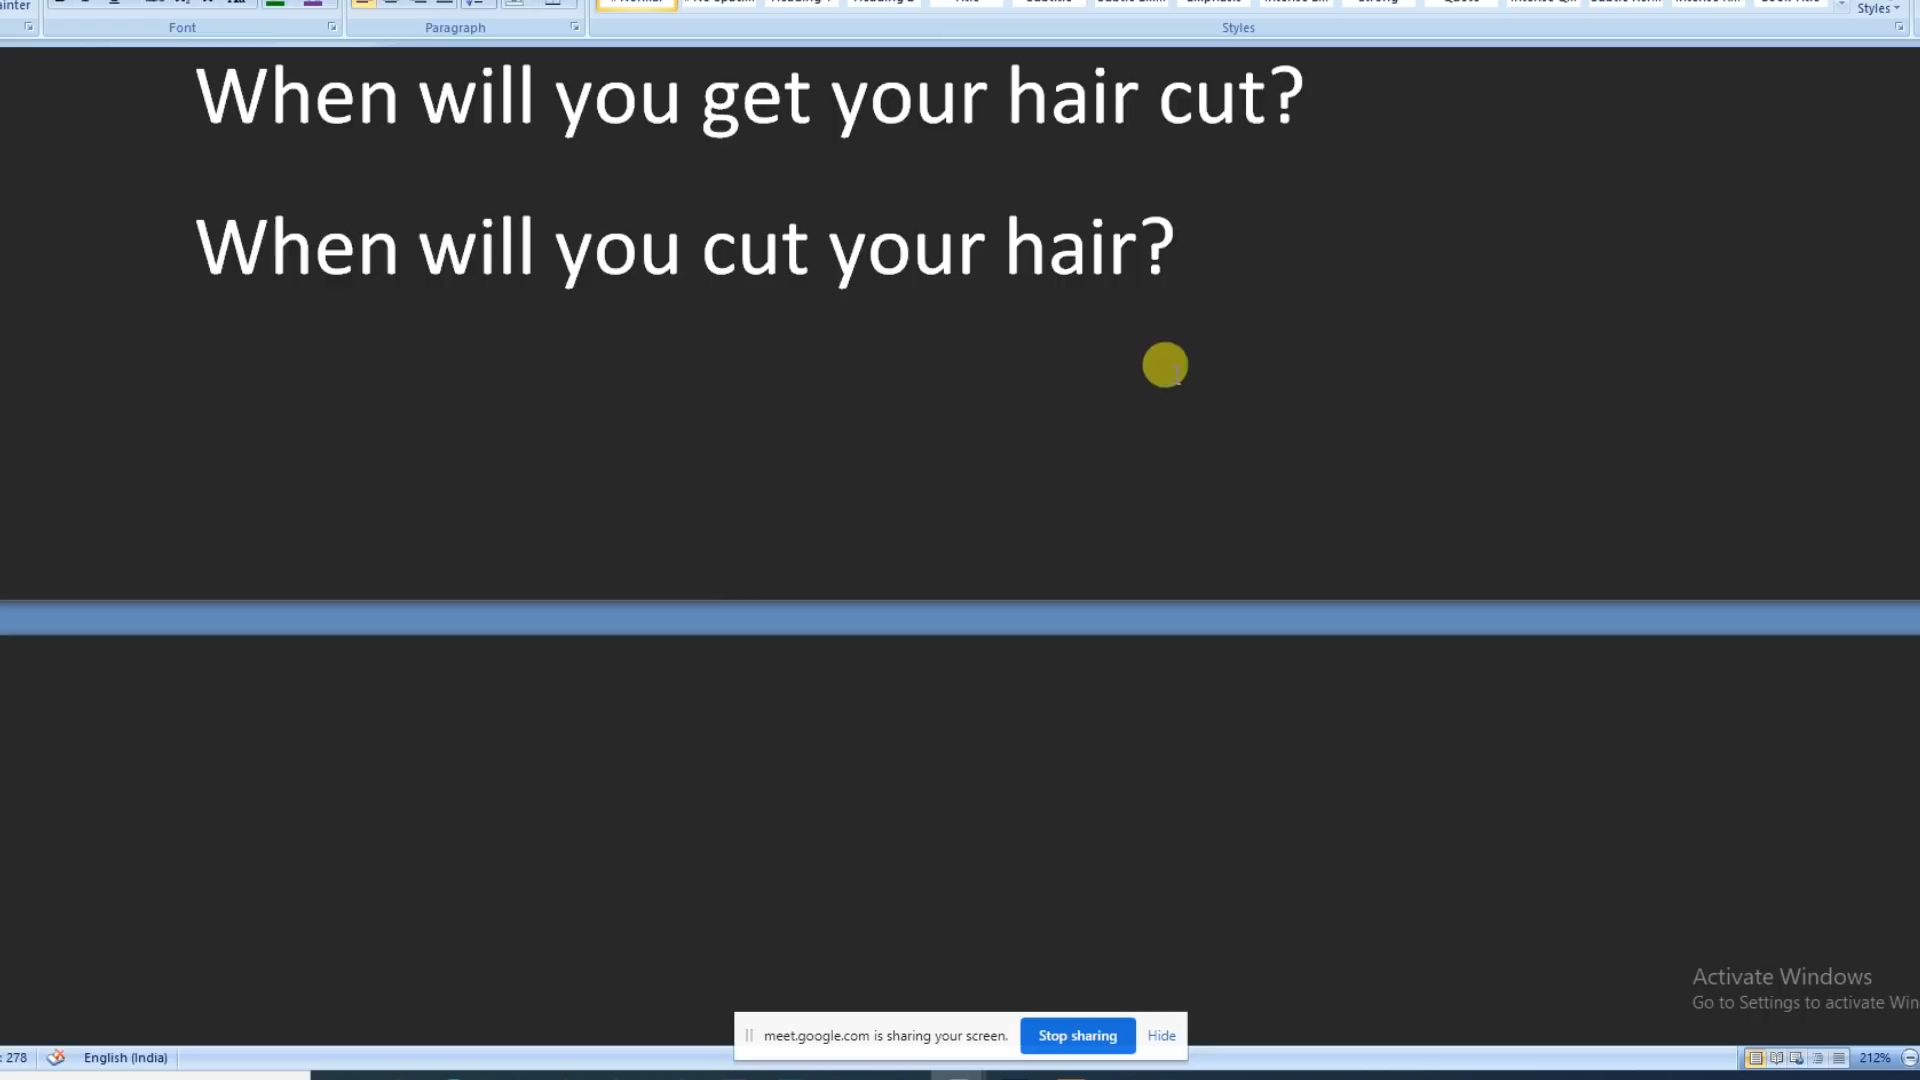 Font
Paragraph
Styles
Styles
When will you get your hair cut?
When will you cut your hair?
Activate Windows
Go to Settings to activate Win
meet.google.com is sharing your screen.
Stop sharing
Hide
: 278
English (India)
212%